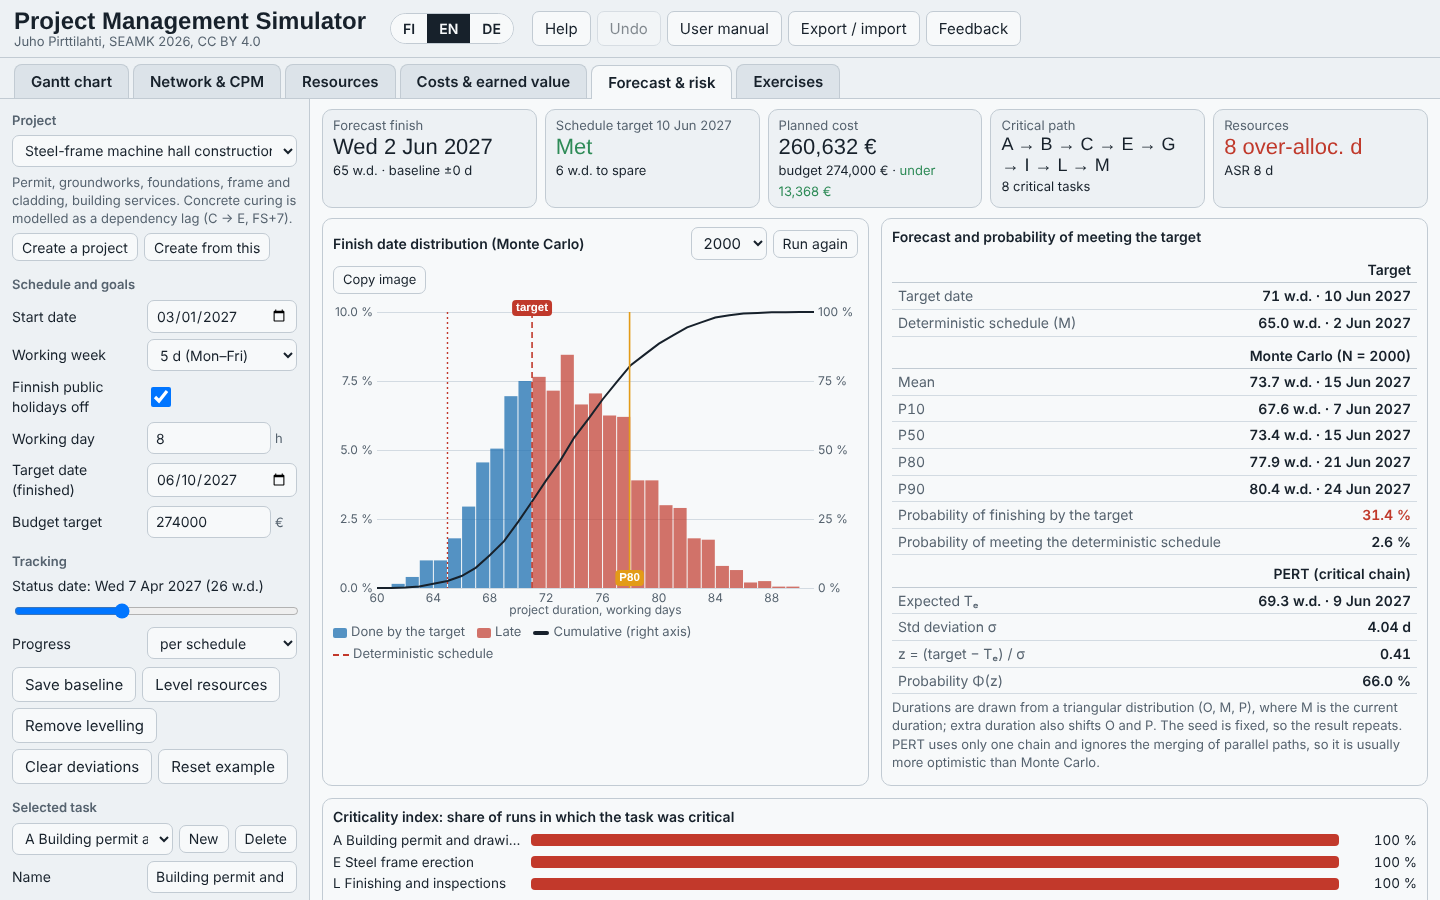 Project Management Simulator
Juho Pirttilahti, SEAMK 2026, CC BY 4.0
FI EN DE
Help Undo User manual Export / import Feedback
Gantt chart Network & CPM Resources Costs & earned value Forecast & risk Exercises
Project
Steel-frame machine hall construction
Permit, groundworks, foundations, frame and
cladding, building services. Concrete curing is
modelled as a dependency lag (C → E, FS+7).
Create a project Create from this
Schedule and goals
Start date 03/01/2027
Working week 5 d (Mon–Fri)
Finnish public
holidays off
Working day 8 h
Target date
(finished) 06/10/2027
Budget target 274000 €
Tracking
Status date: Wed 7 Apr 2027 (26 w.d.)
Progress per schedule
Save baseline Level resources
Remove levelling
Clear deviations Reset example
Selected task
A Building permit a New Delete
Name Building permit and
Forecast finish
Wed 2 Jun 2027
65 w.d. · baseline ±0 d
Schedule target 10 Jun 2027
Met
6 w.d. to spare
Planned cost
260,632 €
budget 274,000 € · under
13,368 €
Critical path
A → B → C → E → G
→ I → L → M
8 critical tasks
Resources
8 over-alloc. d
ASR 8 d
Finish date distribution (Monte Carlo) 2000 Run again
Copy image
target
10.0 % 100 %
7.5 % 75 %
5.0 % 50 %
2.5 % 25 %
P80
0.0 % 0 %
60 64 68 72 76 80 84 88
project duration, working days
Done by the target Late Cumulative (right axis)
Deterministic schedule
Forecast and probability of meeting the target
Target
Target date 71 w.d. · 10 Jun 2027
Deterministic schedule (M) 65.0 w.d. · 2 Jun 2027
Monte Carlo (N = 2000)
Mean 73.7 w.d. · 15 Jun 2027
P10 67.6 w.d. · 7 Jun 2027
P50 73.4 w.d. · 15 Jun 2027
P80 77.9 w.d. · 21 Jun 2027
P90 80.4 w.d. · 24 Jun 2027
Probability of finishing by the target 31.4 %
Probability of meeting the deterministic schedule 2.6 %
PERT (critical chain)
Expected Tₑ 69.3 w.d. · 9 Jun 2027
Std deviation σ 4.04 d
z = (target − Tₑ) / σ 0.41
Probability Φ(z) 66.0 %
Durations are drawn from a triangular distribution (O, M, P), where M is the current
duration; extra duration also shifts O and P. The seed is fixed, so the result repeats.
PERT uses only one chain and ignores the merging of parallel paths, so it is usually
more optimistic than Monte Carlo.
Criticality index: share of runs in which the task was critical
A Building permit and drawi... 100 %
E Steel frame erection 100 %
L Finishing and inspections 100 %